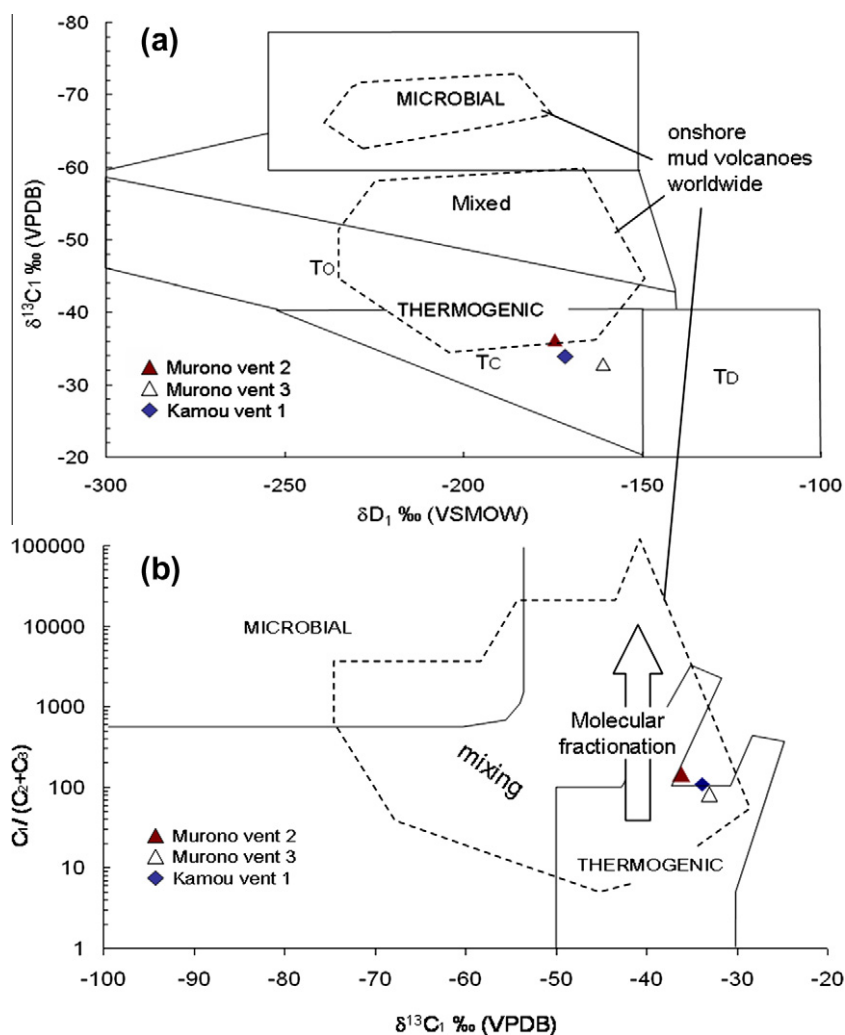 (a)
-80
-70
-60
-50
-40
-30
-20
δ¹³C₁ ‰ (VPDB)
MICROBIAL
onshore
mud volcanoes
worldwide
Mixed
To
THERMOGENIC
Tc
TD
Murono vent 2
Murono vent 3
Kamou vent 1
-300
-250
-200
-150
-100
δD₁ ‰ (VSMOW)
(b)
100000
10000
1000
100
10
1
C₁/ (C₂+C₃)
MICROBIAL
Molecular
fractionation
mixing
THERMOGENIC
Murono vent 2
Murono vent 3
Kamou vent 1
-100
-90
-80
-70
-60
-50
-40
-30
-20
δ¹³C₁ ‰ (VPDB)